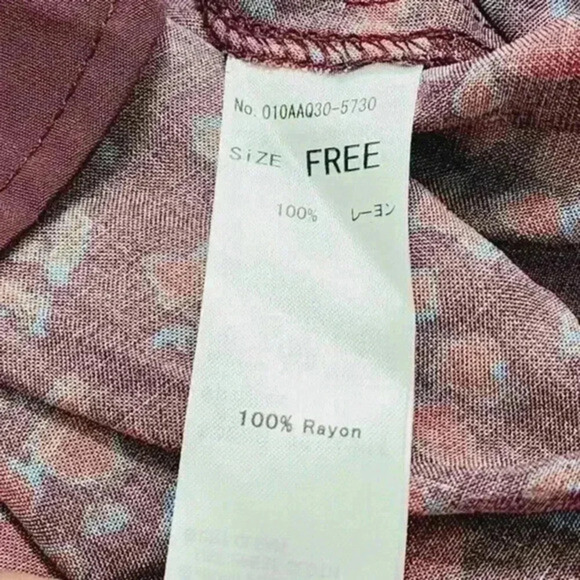 No. 010AAQ30-5730
SiZE FREE
100% レーヨン
100% Rayon